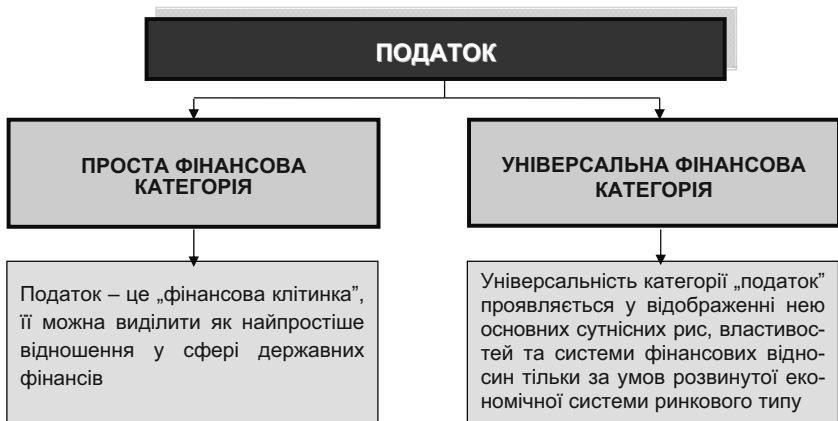 ПОДАТОК
ПРОСТА ФІНАНСОВА
КАТЕГОРІЯ
УНІВЕРСАЛЬНА ФІНАНСОВА
КАТЕГОРІЯ
Податок – це „фінансова клітинка”,
її можна виділити як найпростіше
відношення у сфері державних
фінансів
Універсальність категорії „податок”
проявляється у відображенні нею
основних сутнісних рис, властивос-
тей та системи фінансових відно-
син тільки за умов розвинутої еко-
номічної системи ринкового типу